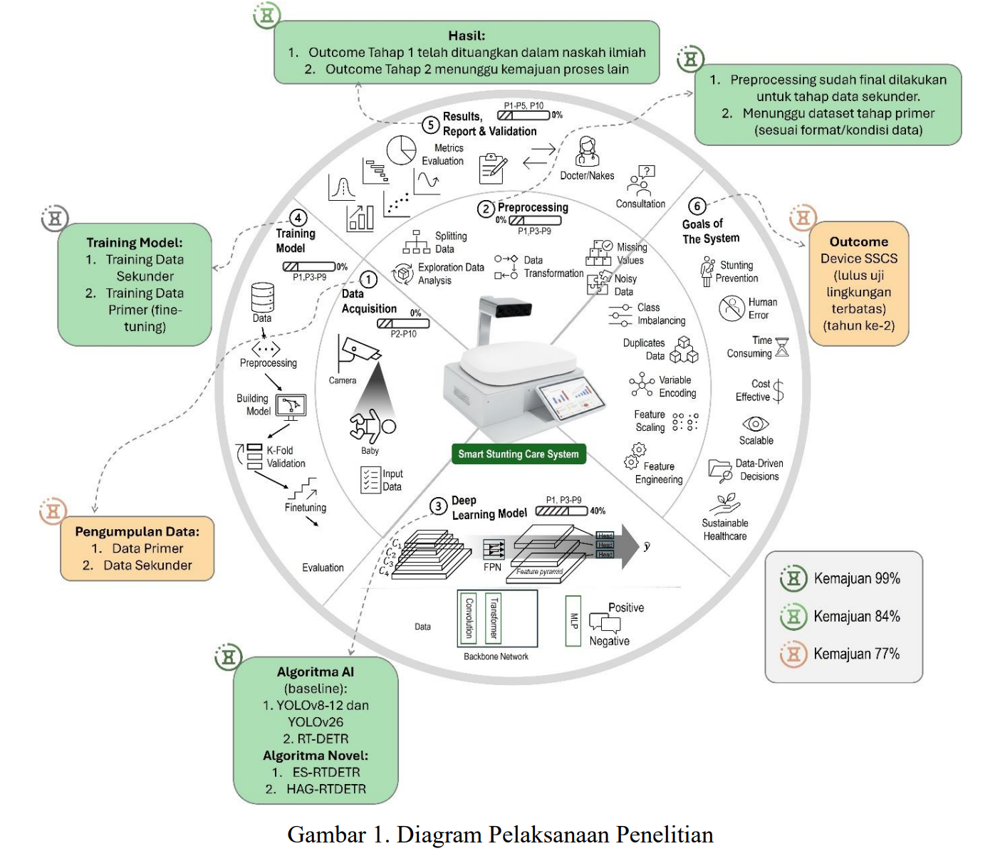 Hasil:
1. Outcome Tahap 1 telah dituangkan dalam naskah ilmiah
2. Outcome Tahap 2 menunggu kemajuan proses lain
1. Preprocessing sudah final dilakukan
untuk tahap data sekunder.
2. Menunggu dataset tahap primer
(sesuai format/kondisi data)
5
Results,
Report & Validation
P1-P5, P10
0%
Metrics
Evaluation
Docter/Nakes
Consultation
2
Preprocessing
0%
P1,P3-P9
Splitting
Data
Exploration Data
Analysis
Data
Transformation
Missing
Values
Noisy
Data
Class
Imbalancing
Duplicates
Data
Variable
Encoding
Feature
Scaling
Feature
Engineering
6
Goals of
The System
Stunting
Prevention
Human
Error
Time
Consuming
Cost
Effective
Scalable
Data-Driven
Decisions
Sustainable
Healthcare
Outcome
Device SSCS
(lulus uji
lingkungan
terbatas)
(tahun ke-2)
Training Model:
1. Training Data
Sekunder
2. Training Data
Primer (fine-
tuning)
4
Training
Model
0%
P1,P3-P9
Data
Preprocessing
Building
Model
K-Fold
Validation
Finetuning
Evaluation
1
Data
Acquisition
0%
P2-P10
Camera
Baby
Input
Data
Smart Stunting Care System
Pengumpulan Data:
1. Data Primer
2. Data Sekunder
3
Deep
Learning Model
P1, P3-P9
40%
C1
C2
C3
C4
FPN
Feature pyramid
Head
Head
Head
ŷ
Data
Convolution
Transformer
Backbone Network
MLP
Positive
Negative
Algoritma AI
(baseline):
1. YOLOv8-12 dan
YOLOv26
2. RT-DETR
Algoritma Novel:
1. ES-RTDETR
2. HAG-RTDETR
Kemajuan 99%
Kemajuan 84%
Kemajuan 77%
Gambar 1. Diagram Pelaksanaan Penelitian